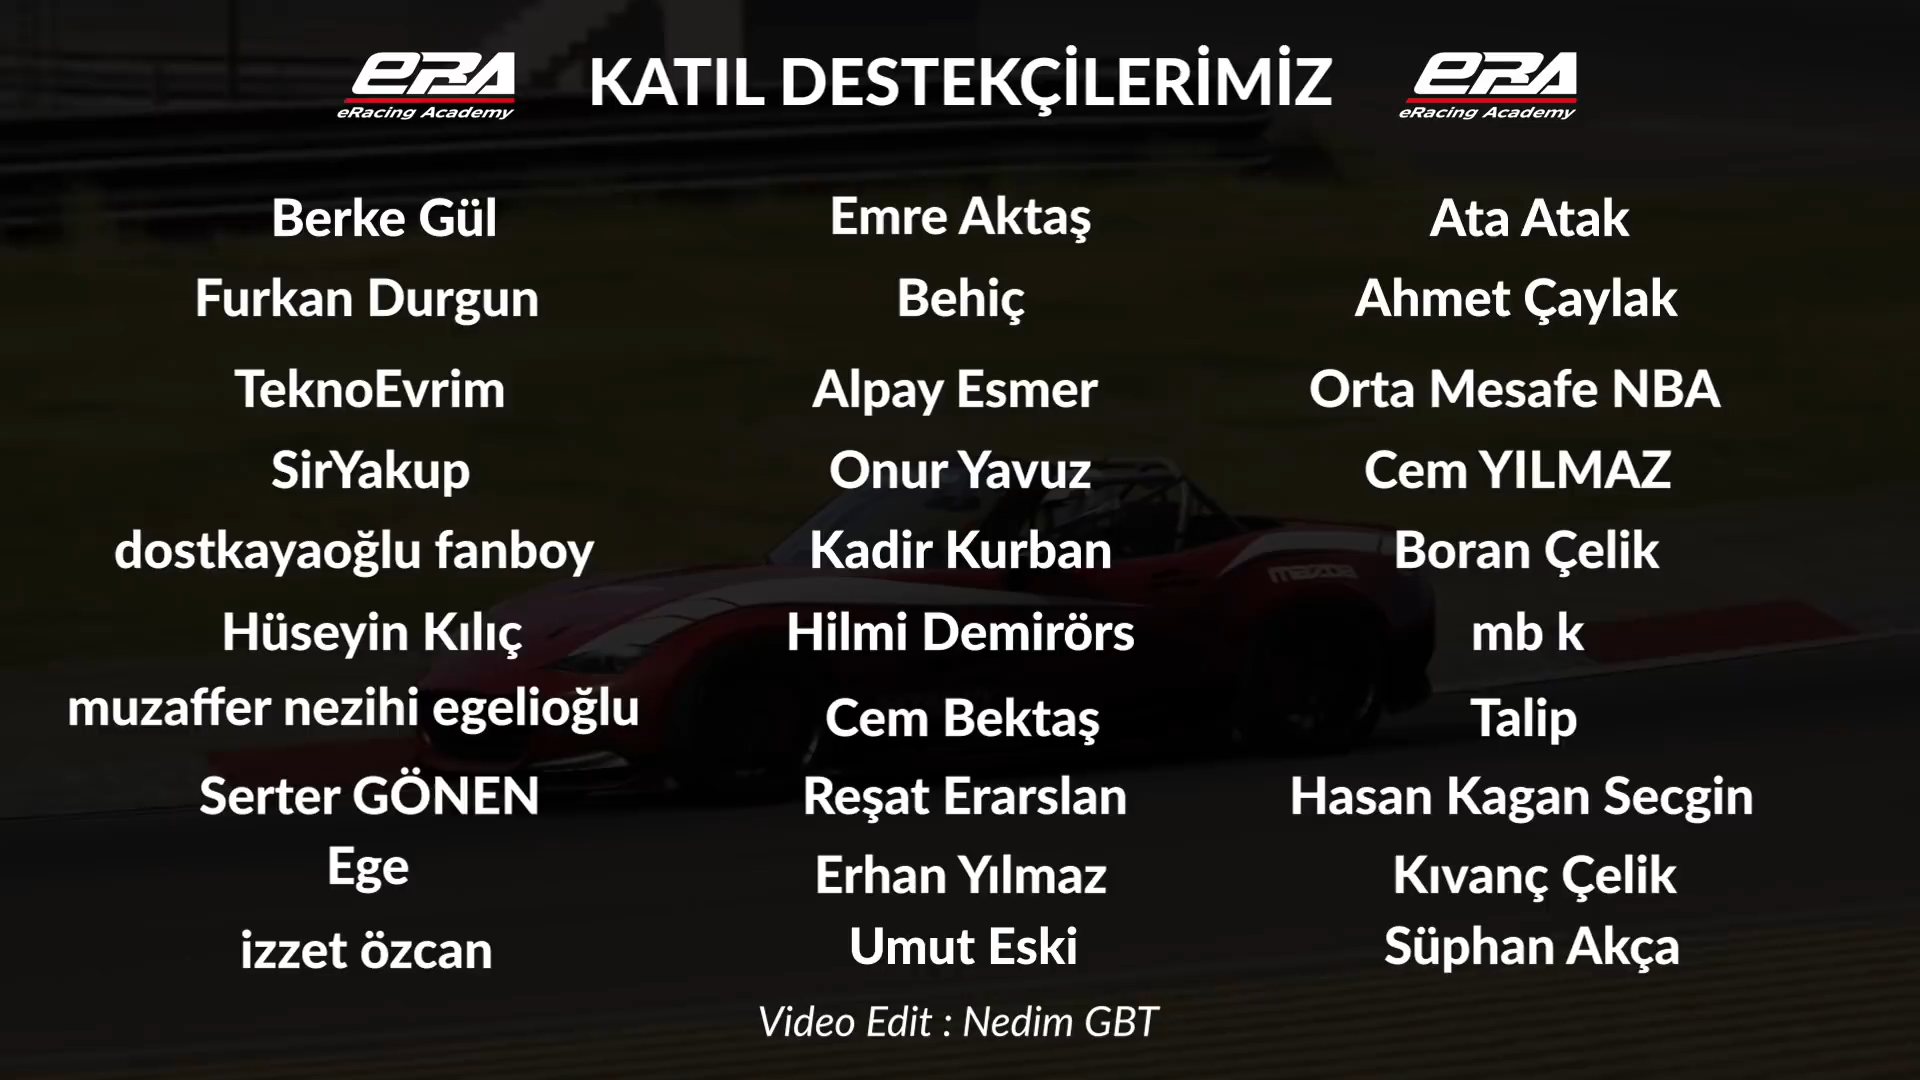 eRA
eRacing Academy
KATIL DESTEKÇİLERİMİZ
eRA
eRacing Academy
Berke Gül
Emre Aktaş
Ata Atak
Furkan Durgun
Behiç
Ahmet Çaylak
TeknoEvrim
Alpay Esmer
Orta Mesafe NBA
SirYakup
Onur Yavuz
Cem YILMAZ
dostkayaoğlu fanboy
Kadir Kurban
Boran Çelik
mazda
Hüseyin Kılıç
Hilmi Demirörs
mb k
muzaffer nezihi egelioğlu
Cem Bektaş
Talip
Serter GÖNEN
Reşat Erarslan
Hasan Kagan Secgin
Ege
Erhan Yılmaz
Kıvanç Çelik
izzet özcan
Umut Eski
Süphan Akça
Video Edit : Nedim GBT